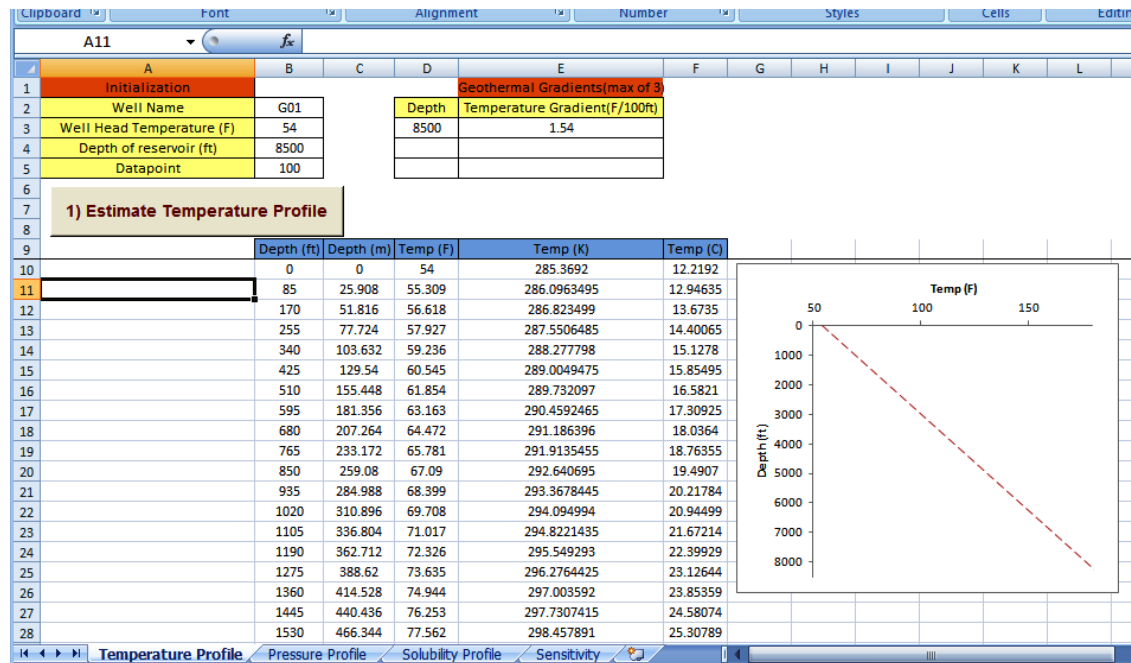 Clipboard Font Alignment Number Styles Cells Editin
A11 fx
A B C D E F G H I J K L
1 Initialization Geothermal Gradients(max of 3)
2 Well Name G01 Depth Temperature Gradient(F/100ft)
3 Well Head Temperature (F) 54 8500 1.54
4 Depth of reservoir (ft) 8500
5 Datapoint 100
6
7 1) Estimate Temperature Profile
8
9 Depth (ft) Depth (m) Temp (F) Temp (K) Temp (C)
10 0 0 54 285.3692 12.2192
11 85 25.908 55.309 286.0963495 12.94635
12 170 51.816 56.618 286.823499 13.6735
13 255 77.724 57.927 287.5506485 14.40065
14 340 103.632 59.236 288.277798 15.1278
15 425 129.54 60.545 289.0049475 15.85495
16 510 155.448 61.854 289.732097 16.5821
17 595 181.356 63.163 290.4592465 17.30925
18 680 207.264 64.472 291.186396 18.0364
19 765 233.172 65.781 291.9135455 18.76355
20 850 259.08 67.09 292.640695 19.4907
21 935 284.988 68.399 293.3678445 20.21784
22 1020 310.896 69.708 294.094994 20.94499
23 1105 336.804 71.017 294.8221435 21.67214
24 1190 362.712 72.326 295.549293 22.39929
25 1275 388.62 73.635 296.2764425 23.12644
26 1360 414.528 74.944 297.003592 23.85359
27 1445 440.436 76.253 297.7307415 24.58074
28 1530 466.344 77.562 298.457891 25.30789
Temp (F)
50 100 150
0
1000
2000
3000
4000
5000
6000
7000
8000
Depth (ft)
Temperature Profile Pressure Profile Solubility Profile Sensitivity